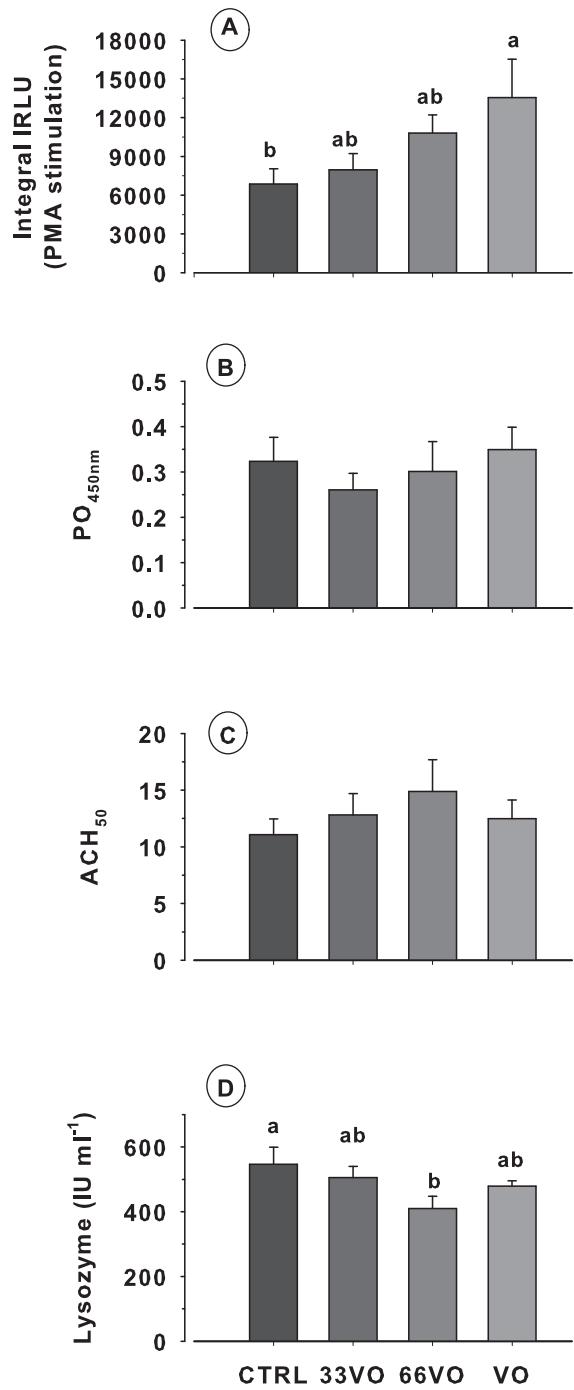 A
Integral IRLU
(PMA stimulation)
18000
15000
12000
9000
6000
3000
0
b
ab
ab
a
B
PO450nm
0.5
0.4
0.3
0.2
0.1
0.0
C
ACH50
20
15
10
5
0
D
Lysozyme (IU ml-1)
600
400
200
0
a
ab
b
ab
CTRL 33VO 66VO VO